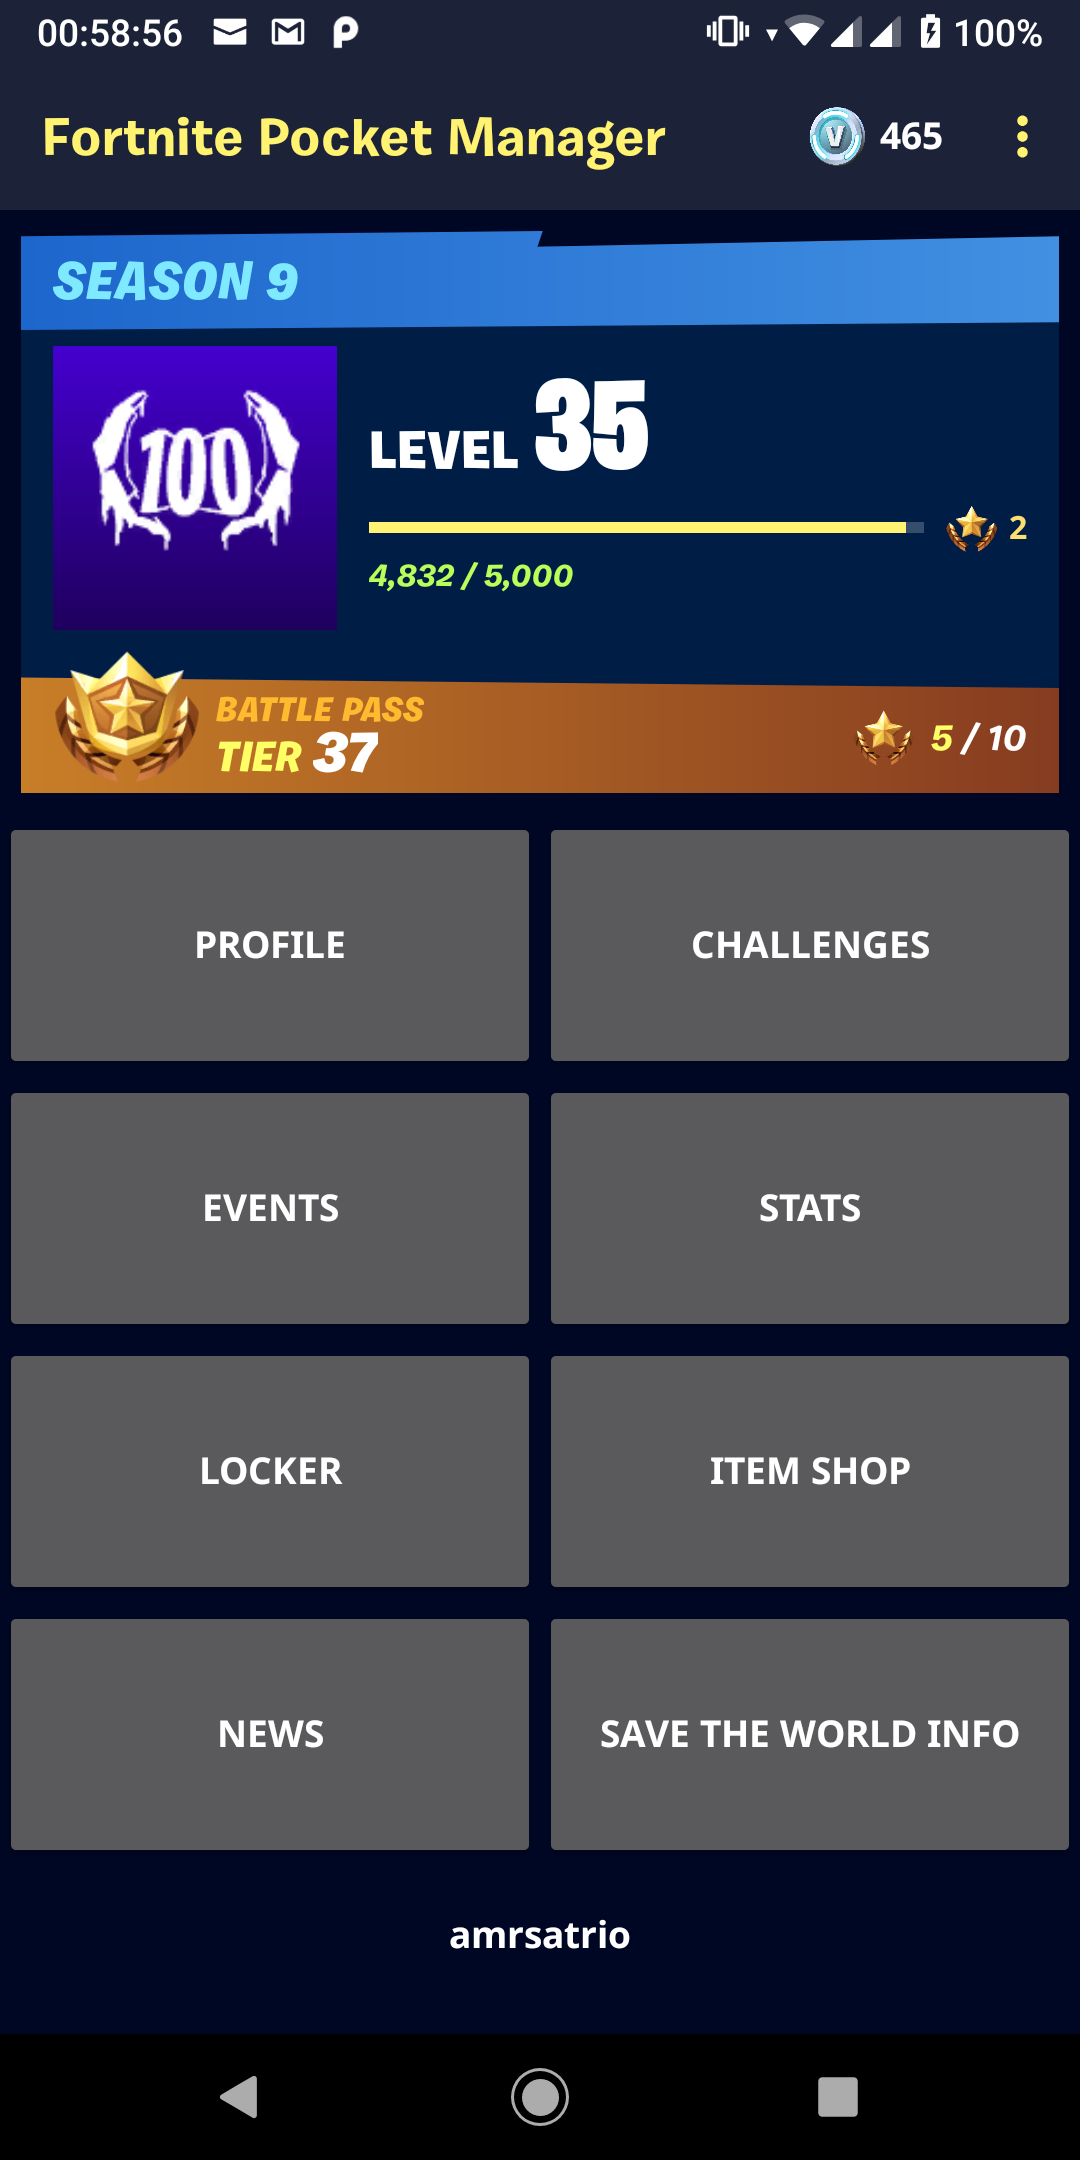 00:58:56 100%
Fortnite Pocket Manager 465
SEASON 9
100
LEVEL 35
2
4,832 / 5,000
BATTLE PASS
TIER 37
5 / 10
PROFILE CHALLENGES
EVENTS STATS
LOCKER ITEM SHOP
NEWS SAVE THE WORLD INFO
amrsatrio